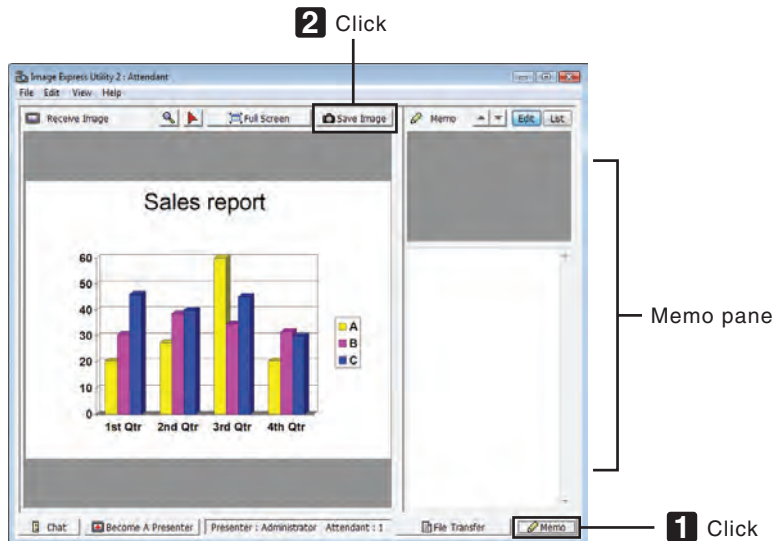 2 Click
Image Express Utility 2 : Attendant
File Edit View Help
Receive Image Full Screen Save Image Memo Edit List
Sales report
60
50
40
30
20
10
0
A
B
C
1st Qtr 2nd Qtr 3rd Qtr 4th Qtr
Memo pane
Chat Become A Presenter Presenter : Administrator Attendant : 1 File Transfer Memo
1 Click